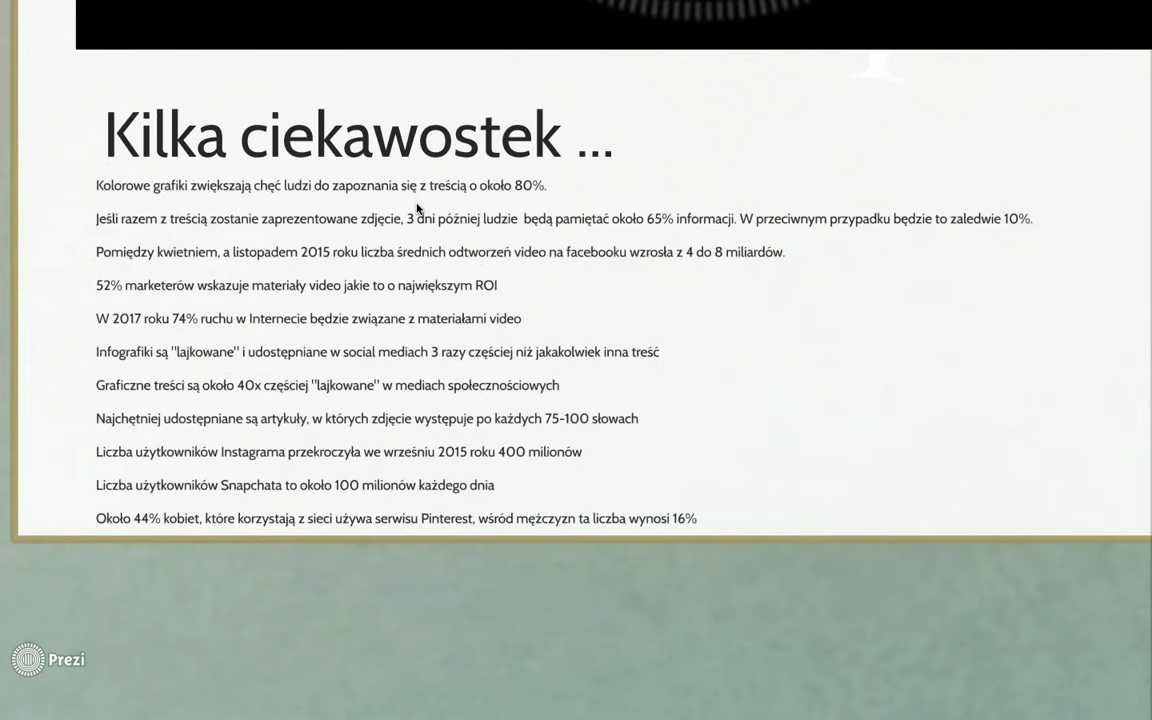 Kilka ciekawostek ...
Kolorowe grafiki zwiększają chęć ludzi do zapoznania się z treścią o około 80%.
Jeśli razem z treścią zostanie zaprezentowane zdjęcie, 3 dni później ludzie będą pamiętać około 65% informacji. W przeciwnym przypadku będzie to zaledwie 10%.
Pomiędzy kwietniem, a listopadem 2015 roku liczba średnich odtworzeń video na facebooku wzrosła z 4 do 8 miliardów.
52% marketerów wskazuje materiały video jakie to o największym ROI
W 2017 roku 74% ruchu w Internecie będzie związane z materiałami video
Infografiki są "lajkowane" i udostępniane w social mediach 3 razy częściej niż jakakolwiek inna treść
Graficzne treści są około 40x częściej "lajkowane" w mediach społecznościowych
Najchętniej udostępniane są artykuły, w których zdjęcie występuje po każdych 75-100 słowach
Liczba użytkowników Instagrama przekroczyła we wrześniu 2015 roku 400 milionów
Liczba użytkowników Snapchata to około 100 milionów każdego dnia
Około 44% kobiet, które korzystają z sieci używa serwisu Pinterest, wśród mężczyzn ta liczba wynosi 16%
Prezi